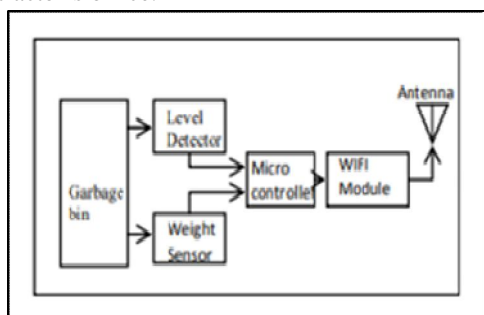 Garbage
bin
Level
Detector
Weight
Sensor
Micro
controller
WIFI
Module
Antenna